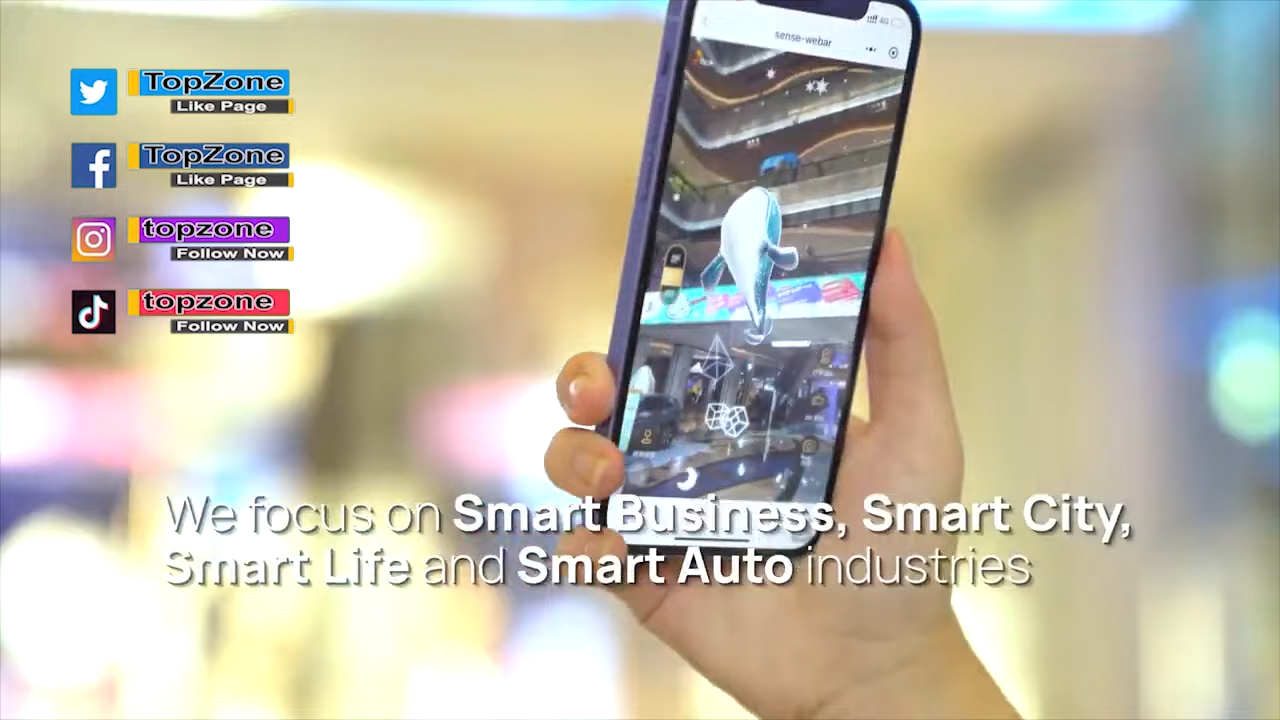 TopZone
Like Page
TopZone
Like Page
topzone
Follow Now
topzone
Follow Now
4G
sense-webar
We focus on Smart Business, Smart City,
Smart Life and Smart Auto industries